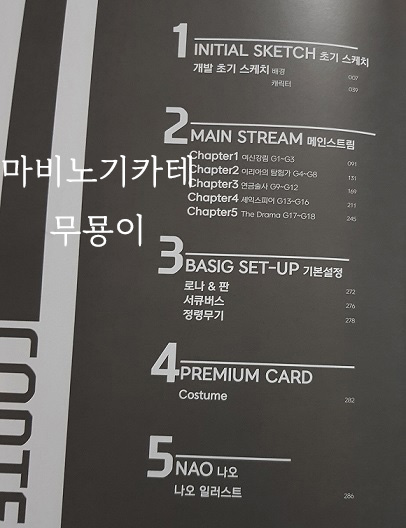 1 INITIAL SKETCH 초기 스케치
개발 초기 스케치 배경 007
캐릭터 039
2 MAIN STREAM 메인스트림
Chapter1 여신강림 G1~G3 091
Chapter2 이리아의 탐험가 G4~G8 131
Chapter3 연금술사 G9~G12 169
Chapter4 셰익스피어 G13~G16 211
Chapter5 The Drama G17~G18 245
마비노기카테
무묭이
3 BASIG SET-UP 기본설정
로나 & 판 272
서큐버스 276
정령무기 278
4 PREMIUM CARD
Costume 282
5 NAO 나오
나오 일러스트 286